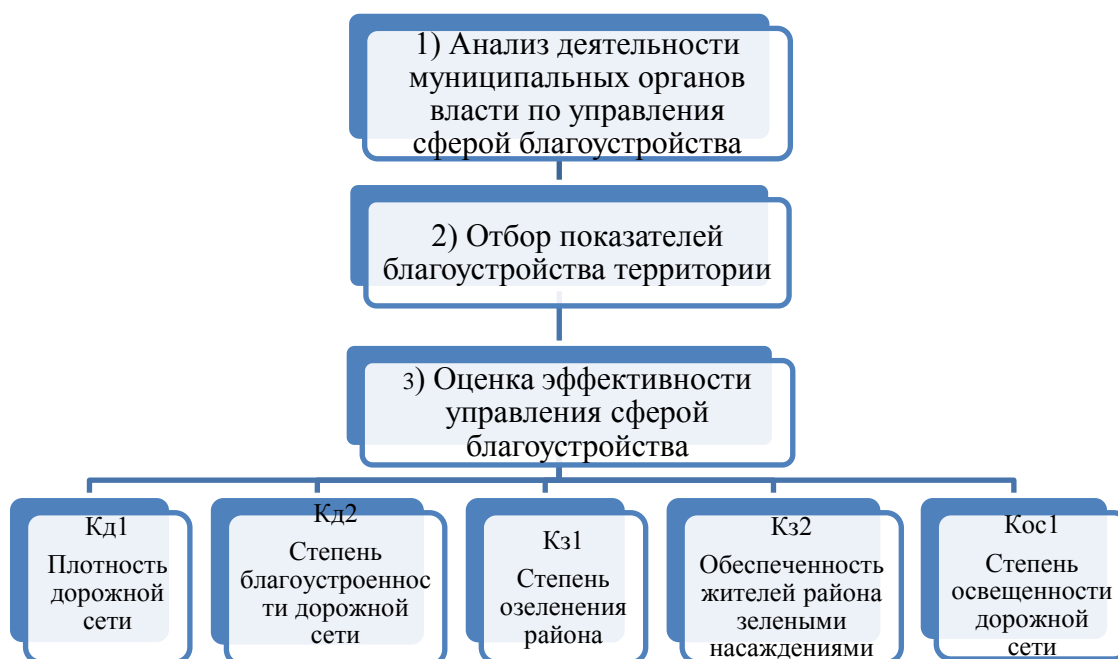 1) Анализ деятельности
муниципальных органов
власти по управления
сферой благоустройства
2) Отбор показателей
благоустройства территории
3) Оценка эффективности
управления сферой
благоустройства
Кд1
Плотность
дорожной
сети
Кд2
Степень
благоустроеннос
ти дорожной
сети
Кз1
Степень
озеленения
района
Кз2
Обеспеченность
жителей района
зелеными
насаждениями
Кос1
Степень
освещенности
дорожной
сети